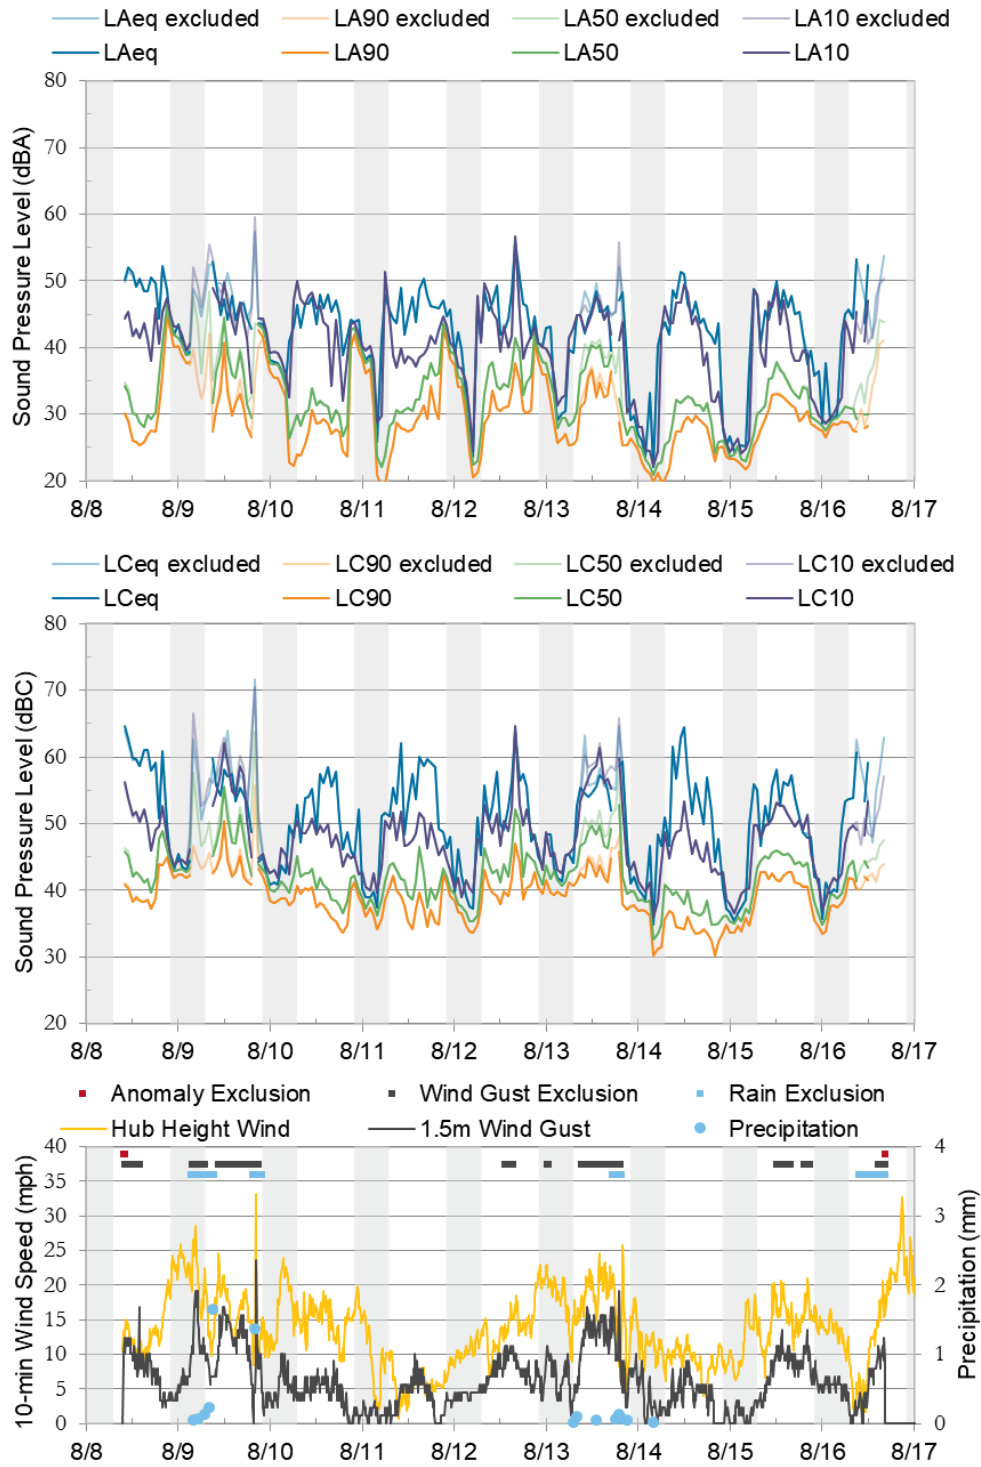 LAeq excluded LA90 excluded LA50 excluded LA10 excluded
LAeq LA90 LA50 LA10
Sound Pressure Level (dBA)
80
70
60
50
40
30
20
8/8 8/9 8/10 8/11 8/12 8/13 8/14 8/15 8/16 8/17
LCeq excluded LC90 excluded LC50 excluded LC10 excluded
LCeq LC90 LC50 LC10
Sound Pressure Level (dBC)
80
70
60
50
40
30
20
8/8 8/9 8/10 8/11 8/12 8/13 8/14 8/15 8/16 8/17
Anomaly Exclusion Wind Gust Exclusion Rain Exclusion
Hub Height Wind 1.5m Wind Gust Precipitation
10-min Wind Speed (mph)
40 4
35
30 3
25
20 2
15
10 1
5
0 0
Precipitation (mm)
8/8 8/9 8/10 8/11 8/12 8/13 8/14 8/15 8/16 8/17